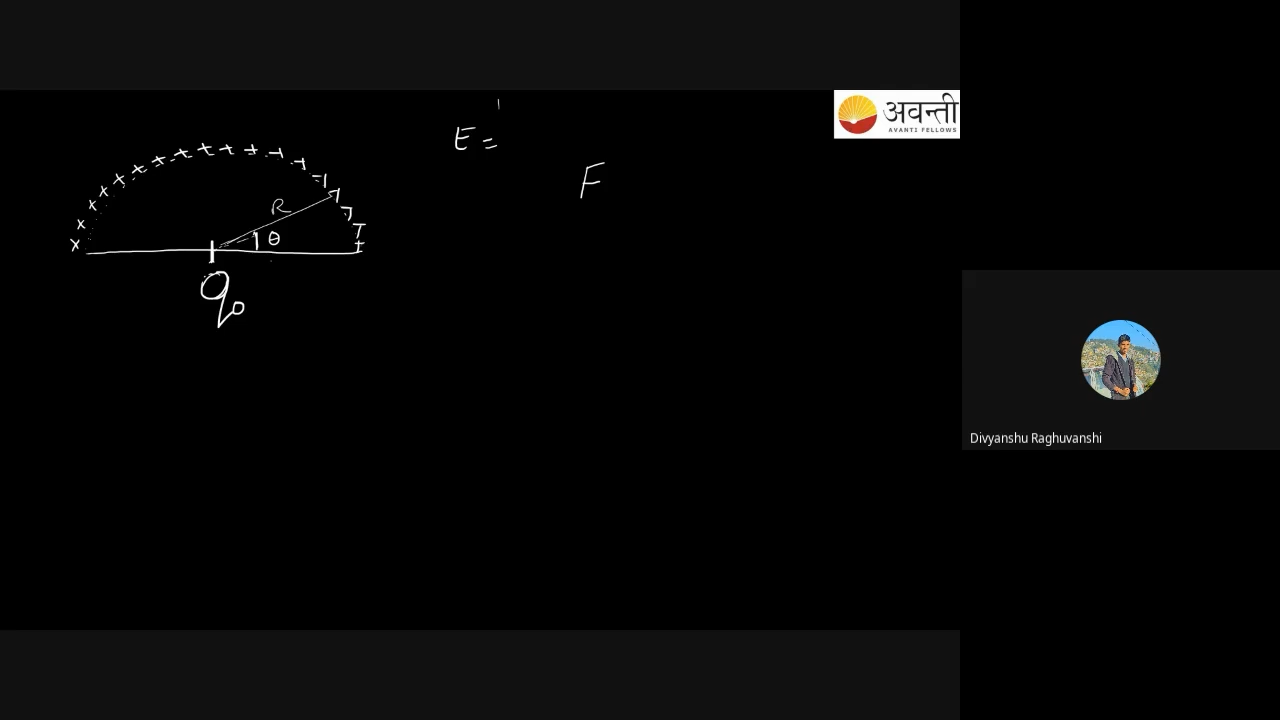 अवन्ती
AVANTI FELLOWS
E =
F
R
θ
q₀
Divyanshu Raghuvanshi